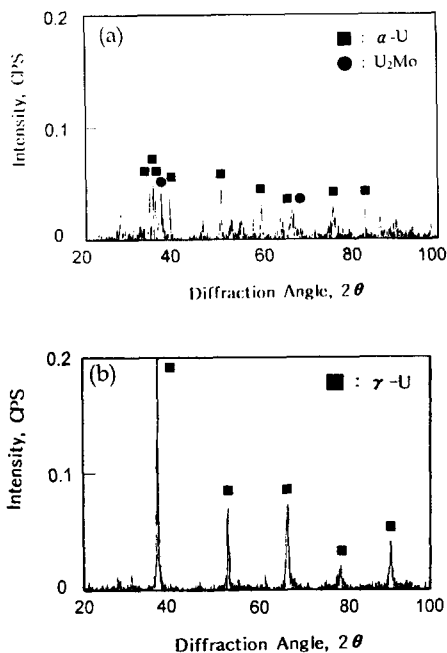 (a)
0.2
■ : α-U
● : U₂Mo
Intensity, CPS
0.1
0
20 40 60 80 100
Diffraction Angle, 2θ
(b)
0.2
■ : γ-U
Intensity, CPS
0.1
0
20 40 60 80 100
Diffraction Angle, 2θ